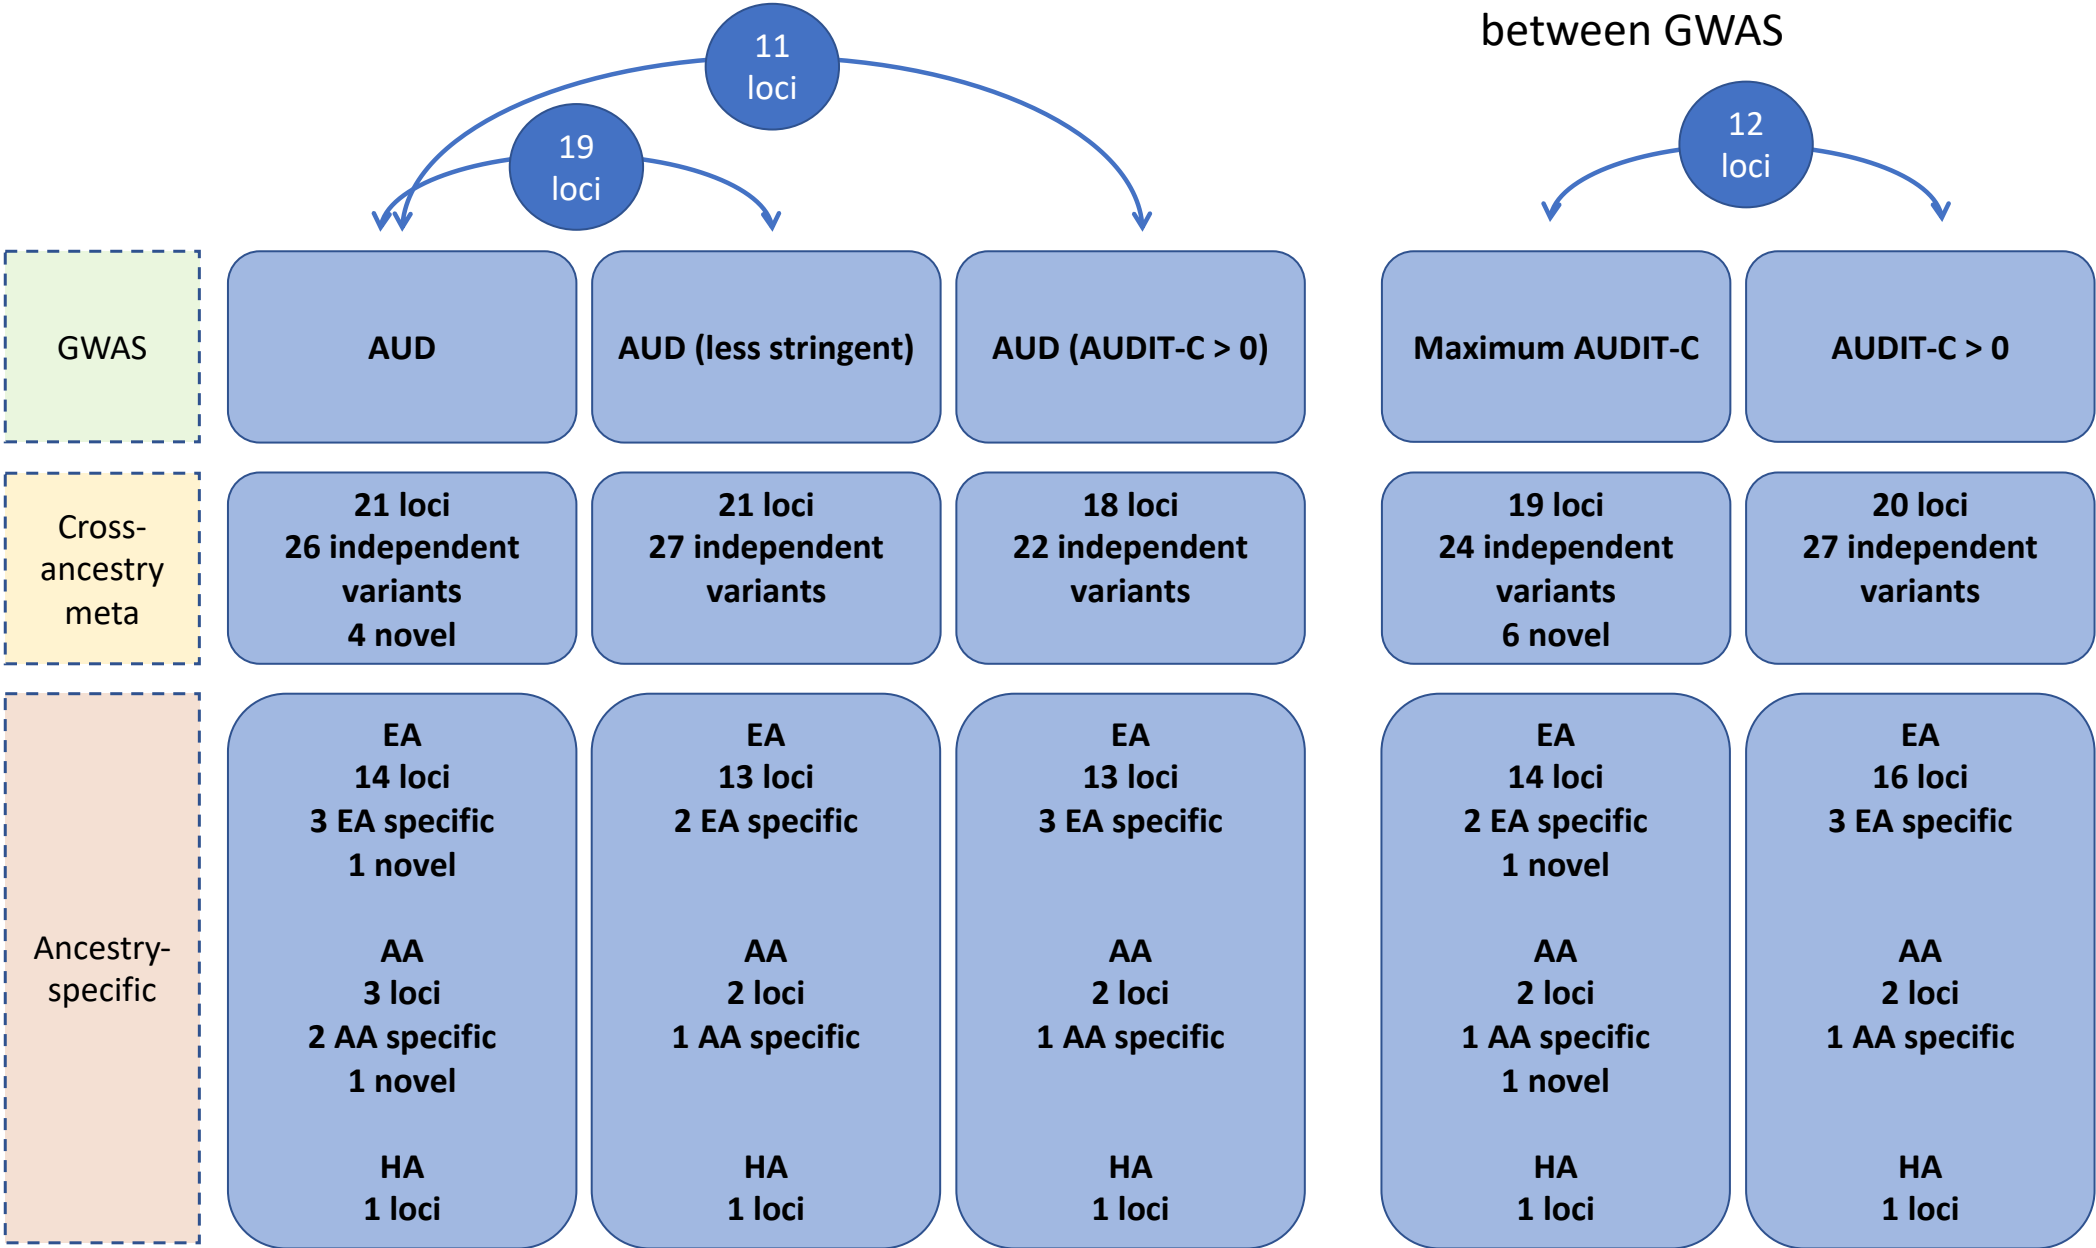 between GWAS
11
loci
19
loci
12
loci
GWAS
AUD
AUD (less stringent)
AUD (AUDIT-C > 0)
Maximum AUDIT-C
AUDIT-C > 0
Cross-
ancestry
meta
21 loci
26 independent
variants
4 novel
21 loci
27 independent
variants
18 loci
22 independent
variants
19 loci
24 independent
variants
6 novel
20 loci
27 independent
variants
Ancestry-
specific
EA
14 loci
3 EA specific
1 novel
AA
3 loci
2 AA specific
1 novel
HA
1 loci
EA
13 loci
2 EA specific
AA
2 loci
1 AA specific
HA
1 loci
EA
13 loci
3 EA specific
AA
2 loci
1 AA specific
HA
1 loci
EA
14 loci
2 EA specific
1 novel
AA
2 loci
1 AA specific
1 novel
HA
1 loci
EA
16 loci
3 EA specific
AA
2 loci
1 AA specific
HA
1 loci